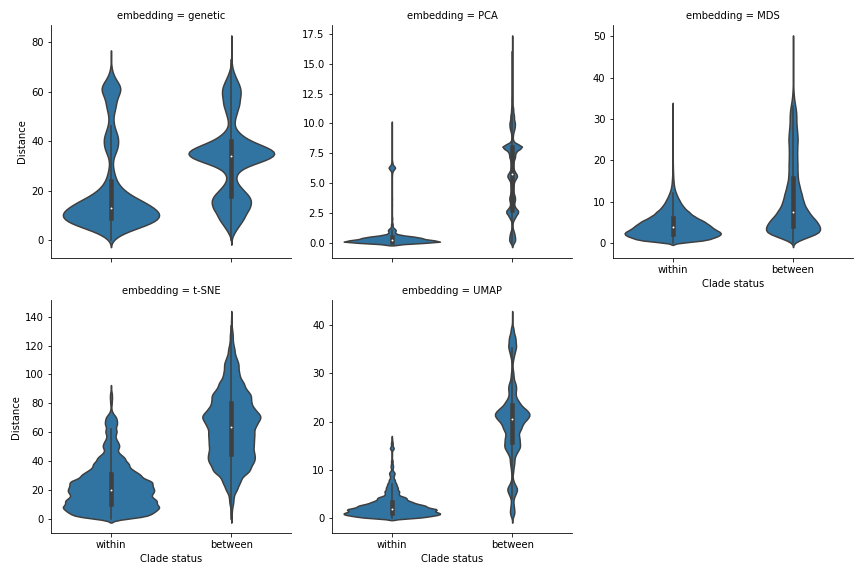 embedding = genetic
80
60
40
20
0
Distance
embedding = PCA
17.5
15.0
12.5
10.0
7.5
5.0
2.5
0.0
embedding = MDS
50
40
30
20
10
0
within between
Clade status
embedding = t-SNE
140
120
100
80
60
40
20
0
Distance
within between
Clade status
embedding = UMAP
40
30
20
10
0
within between
Clade status